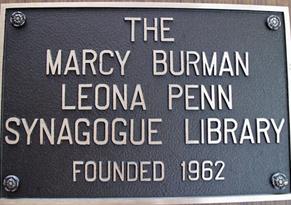 THE
MARCY BURMAN
LEONA PENN
SYNAGOGUE LIBRARY
FOUNDED 1962